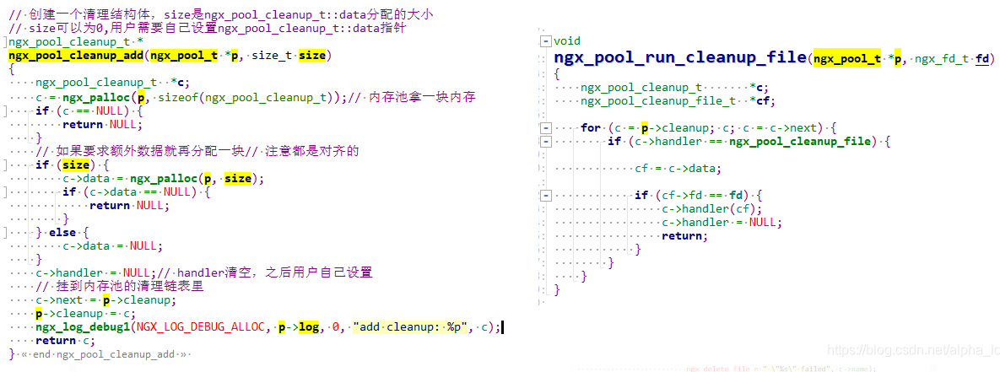 // 创建一个清理结构体，size是ngx_pool_cleanup_t::data分配的大小
// size可以为0,用户需要自己设置ngx_pool_cleanup_t::data指针
ngx_pool_cleanup_t *
ngx_pool_cleanup_add(ngx_pool_t *p, size_t size)
{
ngx_pool_cleanup_t *c;
c = ngx_palloc(p, sizeof(ngx_pool_cleanup_t));// 内存池拿一块内存
if (c == NULL) {
return NULL;
}
// 如果要求额外数据就再分配一块// 注意都是对齐的
if (size) {
c->data = ngx_palloc(p, size);
if (c->data == NULL) {
return NULL;
}
} else {
c->data = NULL;
}
c->handler = NULL;// handler清空，之后用户自己设置
// 挂到内存池的清理链表里
c->next = p->cleanup;
p->cleanup = c;
ngx_log_debug1(NGX_LOG_DEBUG_ALLOC, p->log, 0, "add cleanup: %p", c);
return c;
} « end ngx_pool_cleanup_add »
void
ngx_pool_run_cleanup_file(ngx_pool_t *p, ngx_fd_t fd)
{
ngx_pool_cleanup_t *c;
ngx_pool_cleanup_file_t *cf;
for (c = p->cleanup; c; c = c->next) {
if (c->handler == ngx_pool_cleanup_file) {
cf = c->data;
if (cf->fd == fd) {
c->handler(cf);
c->handler = NULL;
return;
}
}
}
}
https://blog.csdn.net/alpha_lc